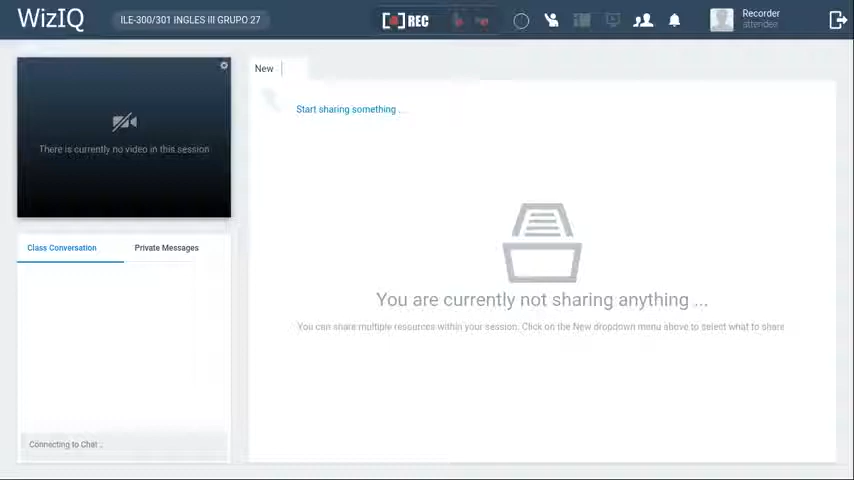 WizIQ
ILE-300/301 INGLES III GRUPO 27
REC
Recorder
attendee
New
Start sharing something ...
There is currently no video in this session
Class Conversation
Private Messages
You are currently not sharing anything ...
You can share multiple resources within your session. Click on the New dropdown menu above to select what to share
Connecting to Chat ..